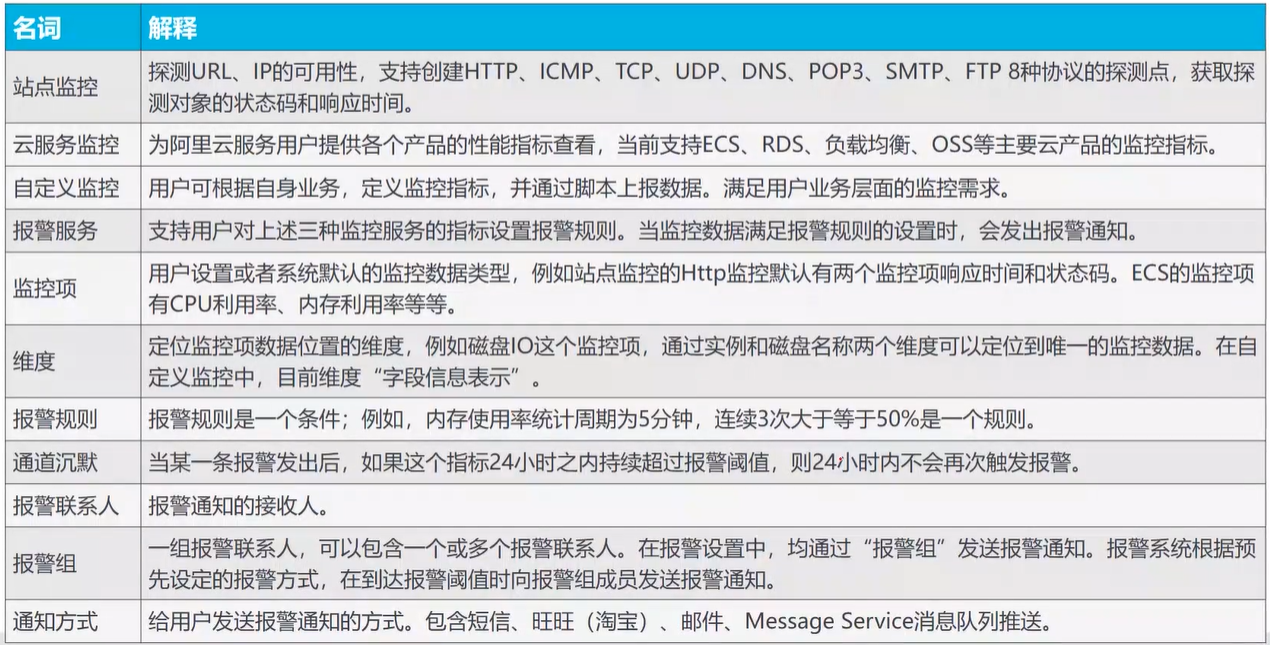 名词 解释
站点监控 探测URL、IP的可用性，支持创建HTTP、ICMP、TCP、UDP、DNS、POP3、SMTP、FTP 8种协议的探测点，获取探
测对象的状态码和响应时间。
云服务监控 为阿里云服务用户提供各个产品的性能指标查看，当前支持ECS、RDS、负载均衡、OSS等主要云产品的监控指标。
自定义监控 用户可根据自身业务，定义监控指标，并通过脚本上报数据。满足用户业务层面的监控需求。
报警服务 支持用户对上述三种监控服务的指标设置报警规则。当监控数据满足报警规则的设置时，会发出报警通知。
监控项 用户设置或者系统默认的监控数据类型，例如站点监控的Http监控默认有两个监控项响应时间和状态码。ECS的监控项
有CPU利用率、内存利用率等等。
维度 定位监控项数据位置的维度，例如磁盘IO这个监控项，通过实例和磁盘名称两个维度可以定位到唯一的监控数据。在自
定义监控中，目前维度“字段信息表示”。
报警规则 报警规则是一个条件；例如，内存使用率统计周期为5分钟，连续3次大于等于50%是一个规则。
通道沉默 当某一条报警发出后，如果这个指标24小时之内持续超过报警阈值，则24小时内不会再次触发报警。
报警联系人 报警通知的接收人。
报警组 一组报警联系人，可以包含一个或多个报警联系人。在报警设置中，均通过“报警组”发送报警通知。报警系统根据预
先设定的报警方式，在到达报警阈值时向报警组成员发送报警通知。
通知方式 给用户发送报警通知的方式。包含短信、旺旺（淘宝）、邮件、Message Service消息队列推送。